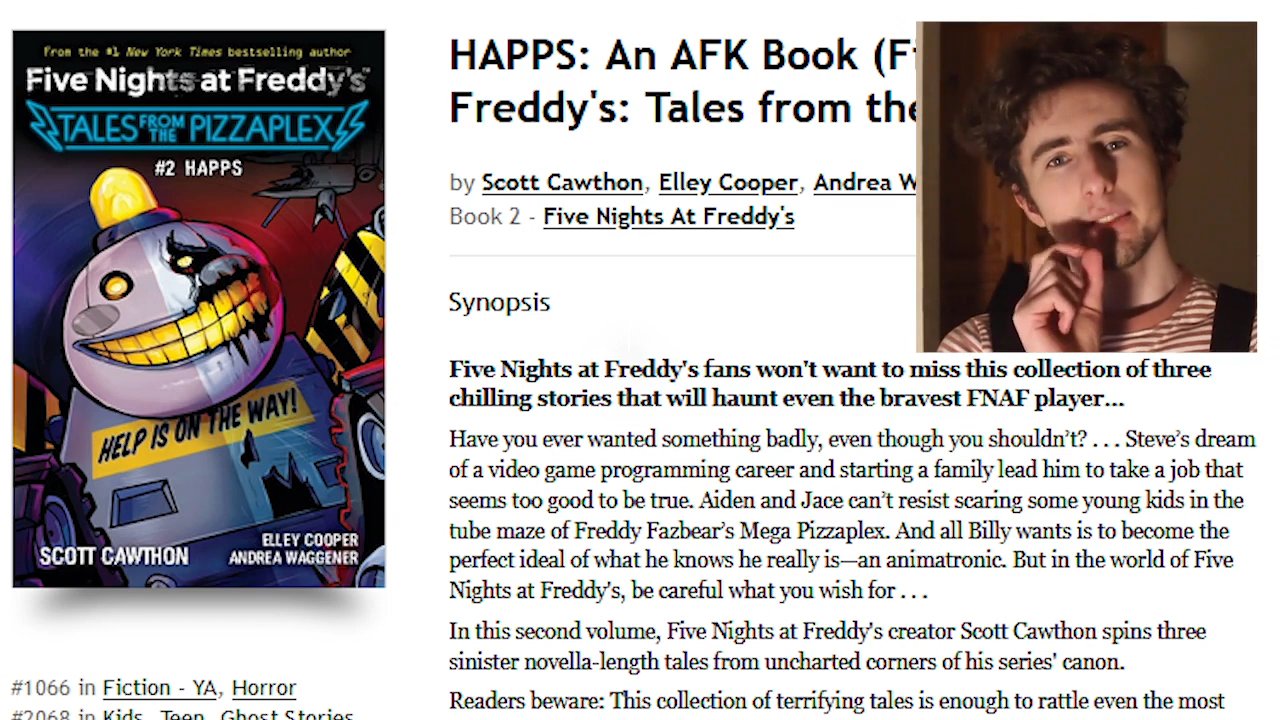 From the #1 New York Times bestselling author
Five Nights at Freddy's™
TALES FROM THE PIZZAPLEX
#2 HAPPS
HELP IS ON THE WAY!
SCOTT CAWTHON
ELLEY COOPER
ANDREA WAGGENER
#1066 in Fiction - YA, Horror
#2068 in Kids, Teen, Ghost Stories
HAPPS: An AFK Book (Fi
Freddy's: Tales from the
by Scott Cawthon, Elley Cooper, Andrea W
Book 2 - Five Nights At Freddy's
Synopsis
Five Nights at Freddy's fans won't want to miss this collection of three
chilling stories that will haunt even the bravest FNAF player...
Have you ever wanted something badly, even though you shouldn't? . . . Steve's dream
of a video game programming career and starting a family lead him to take a job that
seems too good to be true. Aiden and Jace can't resist scaring some young kids in the
tube maze of Freddy Fazbear's Mega Pizzaplex. And all Billy wants is to become the
perfect ideal of what he knows he really is—an animatronic. But in the world of Five
Nights at Freddy's, be careful what you wish for . . .
In this second volume, Five Nights at Freddy's creator Scott Cawthon spins three
sinister novella-length tales from uncharted corners of his series' canon.
Readers beware: This collection of terrifying tales is enough to rattle even the most